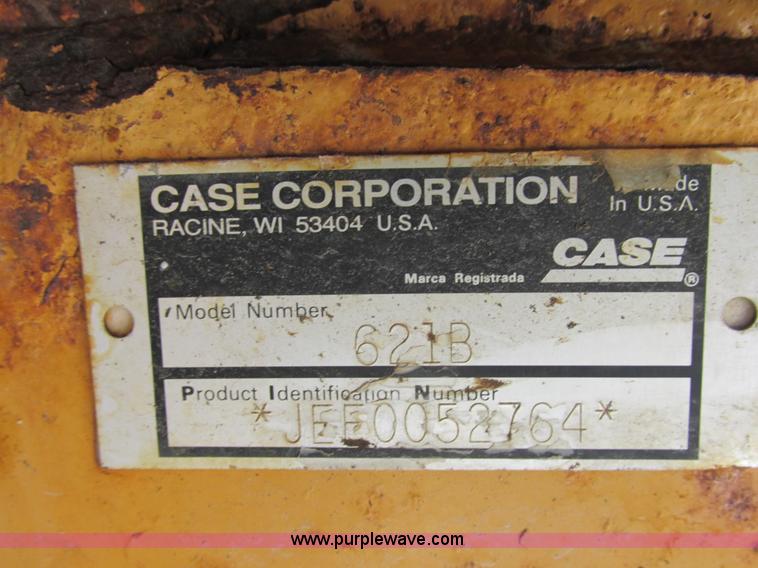 CASE CORPORATION
RACINE, WI 53404 U.S.A.
Made
In U.S.A.
CASE
®
Marca Registrada
Model Number
621B
Product Identification Number
*JEE0052764*
www.purplewave.com